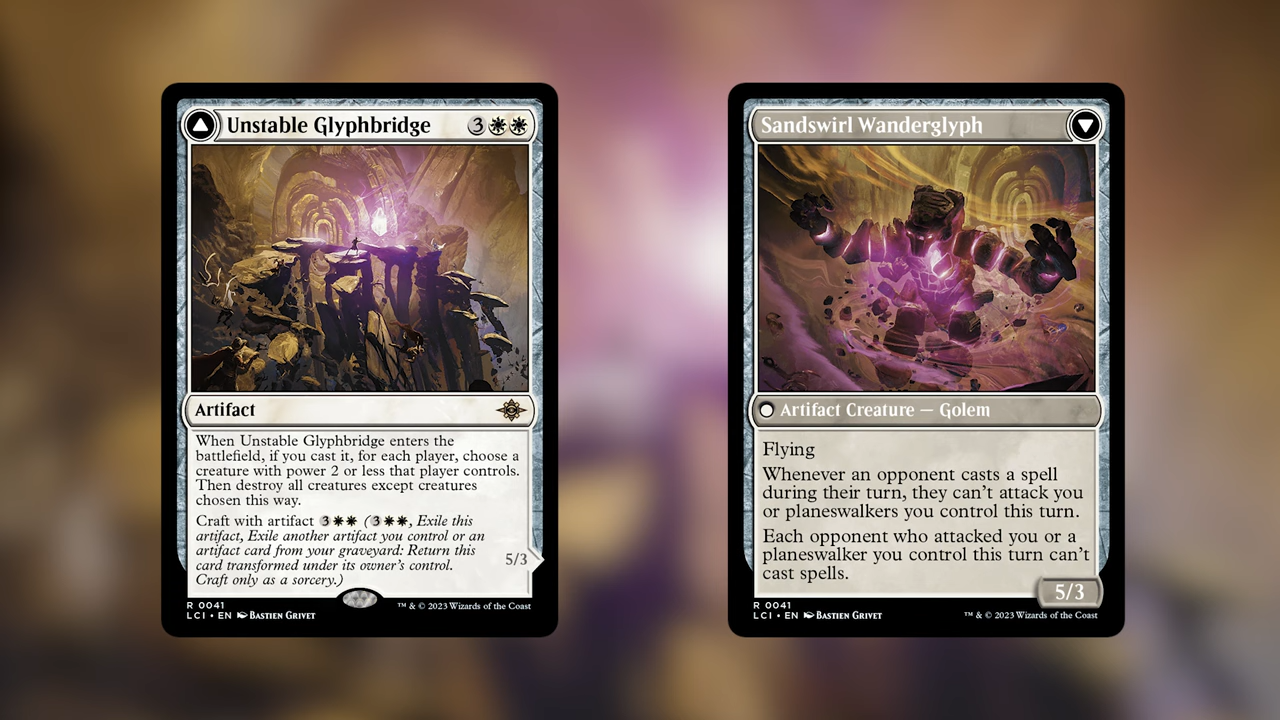 Unstable Glyphbridge 3
Artifact
When Unstable Glyphbridge enters the
battlefield, if you cast it, for each player, choose a
creature with power 2 or less that player controls.
Then destroy all creatures except creatures
chosen this way.
Craft with artifact 3 (3, Exile this
artifact, Exile another artifact you control or an
artifact card from your graveyard: Return this
card transformed under its owner's control.
Craft only as a sorcery.)
5/3
R 0041
LCI • EN Bastien Grivet
™ & © 2023 Wizards of the Coast
Sandswirl Wanderglyph
Artifact Creature — Golem
Flying
Whenever an opponent casts a spell
during their turn, they can't attack you
or planeswalkers you control this turn.
Each opponent who attacked you or a
planeswalker you control this turn can't
cast spells.
5/3
R 0041
LCI • EN Bastien Grivet
™ & © 2023 Wizards of the Coast